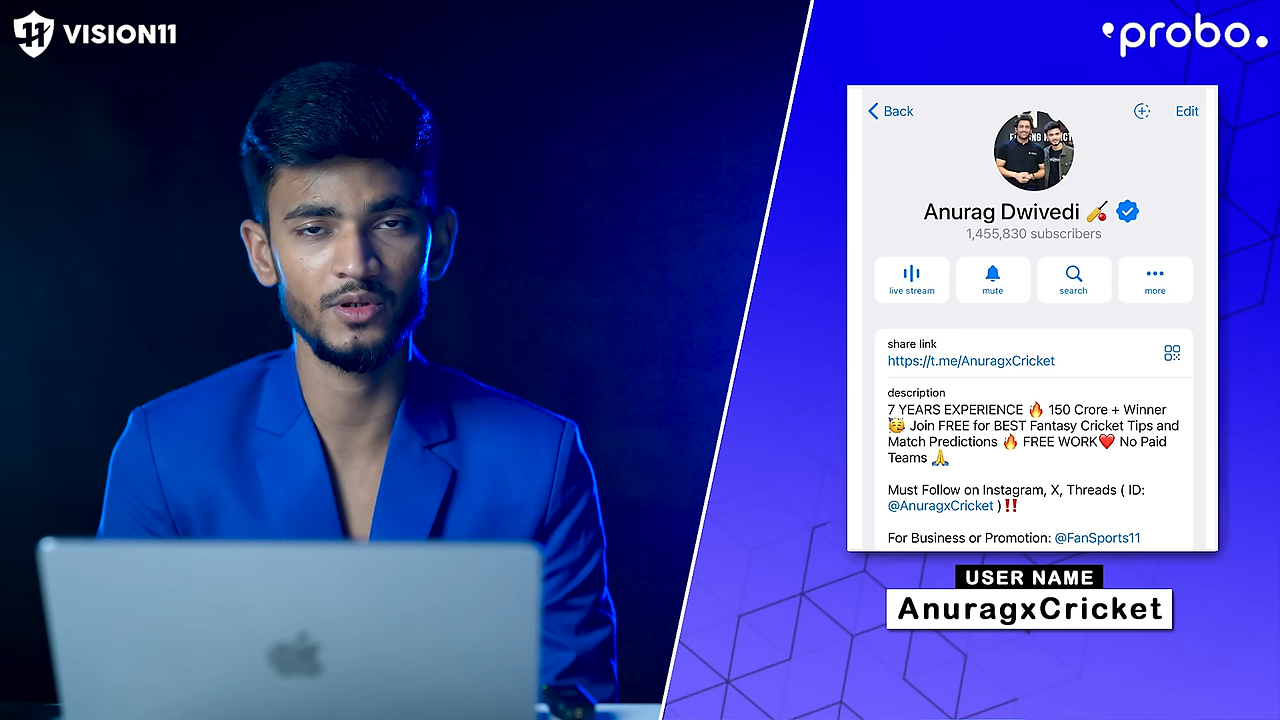 11 VISION11
probo.
Back
Edit
Anurag Dwivedi 🏏
1,455,830 subscribers
live stream
mute
search
more
share link
https://t.me/AnuragxCricket
description
7 YEARS EXPERIENCE 🔥 150 Crore + Winner
🥳 Join FREE for BEST Fantasy Cricket Tips and
Match Predictions 🔥 FREE WORK❤️ No Paid
Teams 🙏
Must Follow on Instagram, X, Threads ( ID:
@AnuragxCricket )‼️
For Business or Promotion: @FanSports11
USER NAME
AnuragxCricket